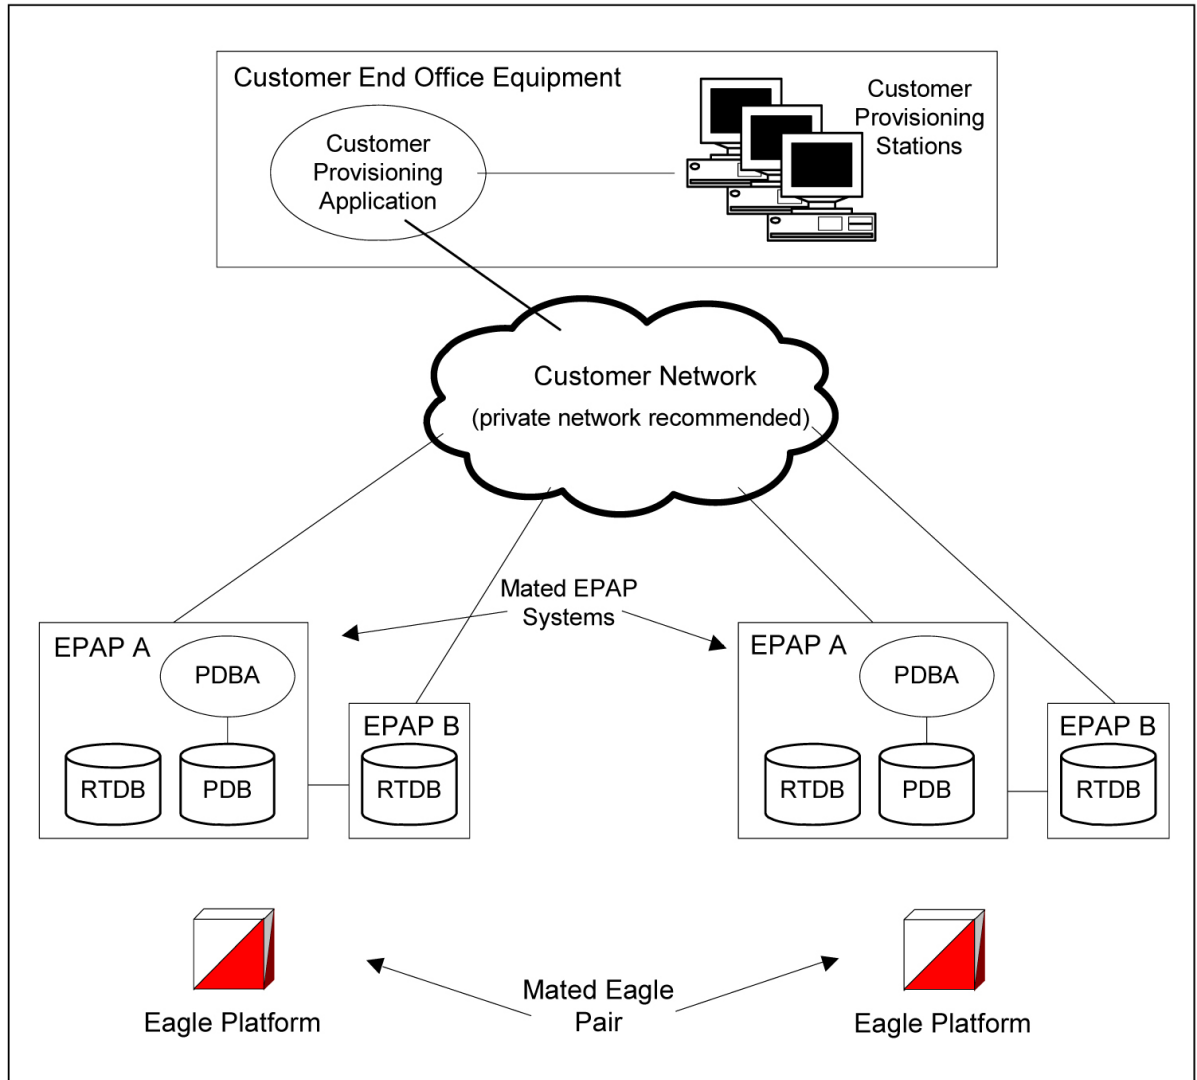 Customer End Office Equipment
Customer
Provisioning
Stations
Customer
Provisioning
Application
Customer Network
(private network recommended)
Mated EPAP
Systems
EPAP A
PDBA
RTDB
PDB
EPAP B
RTDB
EPAP A
PDBA
RTDB
PDB
EPAP B
RTDB
Eagle Platform
Mated Eagle
Pair
Eagle Platform